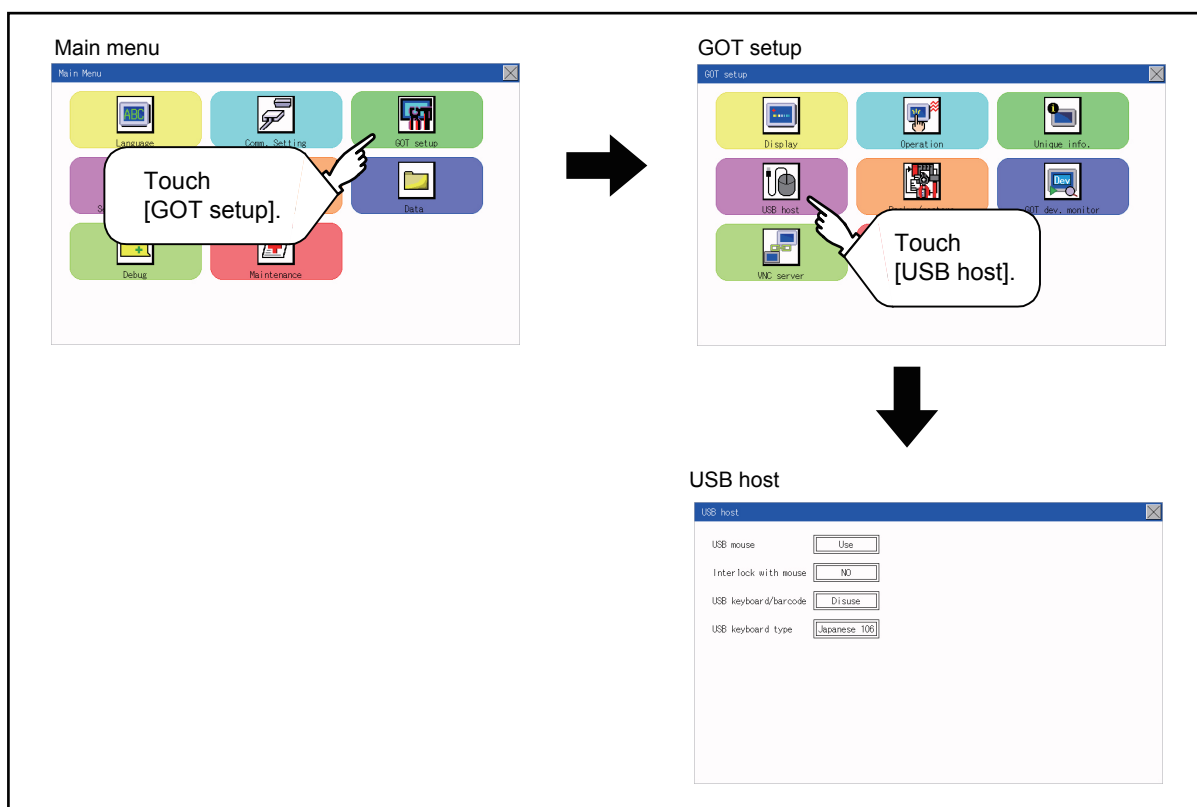 Main menu
Main Menu
Language
Comm. Setting
GOT setup
Data
Debug
Maintenance
Touch
[GOT setup].
GOT setup
GOT setup
Display
Operation
Unique info.
USB host
GOT dev. monitor
VNC server
Touch
[USB host].
USB host
USB host
USB mouse Use
Interlock with mouse NO
USB keyboard/barcode Disuse
USB keyboard type Japanese 106